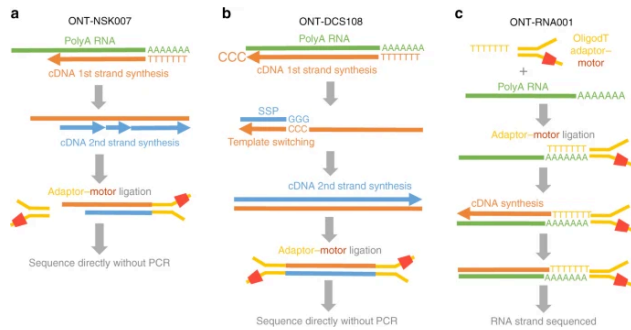 a
ONT-NSK007
PolyA RNA
AAAAAAA
TTTTTTT
cDNA 1st strand synthesis
cDNA 2nd strand synthesis
Adaptor–motor ligation
Sequence directly without PCR
b
ONT-DCS108
PolyA RNA
AAAAAAA
CCC
TTTTTTT
cDNA 1st strand synthesis
SSP
GGG
CCC
Template switching
cDNA 2nd strand synthesis
Adaptor–motor ligation
Sequence directly without PCR
c
ONT-RNA001
TTTTTTT
OligodT
adaptor–
motor
+
PolyA RNA
AAAAAAA
Adaptor–motor ligation
TTTTTTT
AAAAAAA
cDNA synthesis
TTTTTTT
AAAAAAA
TTTTTTT
AAAAAAA
RNA strand sequenced